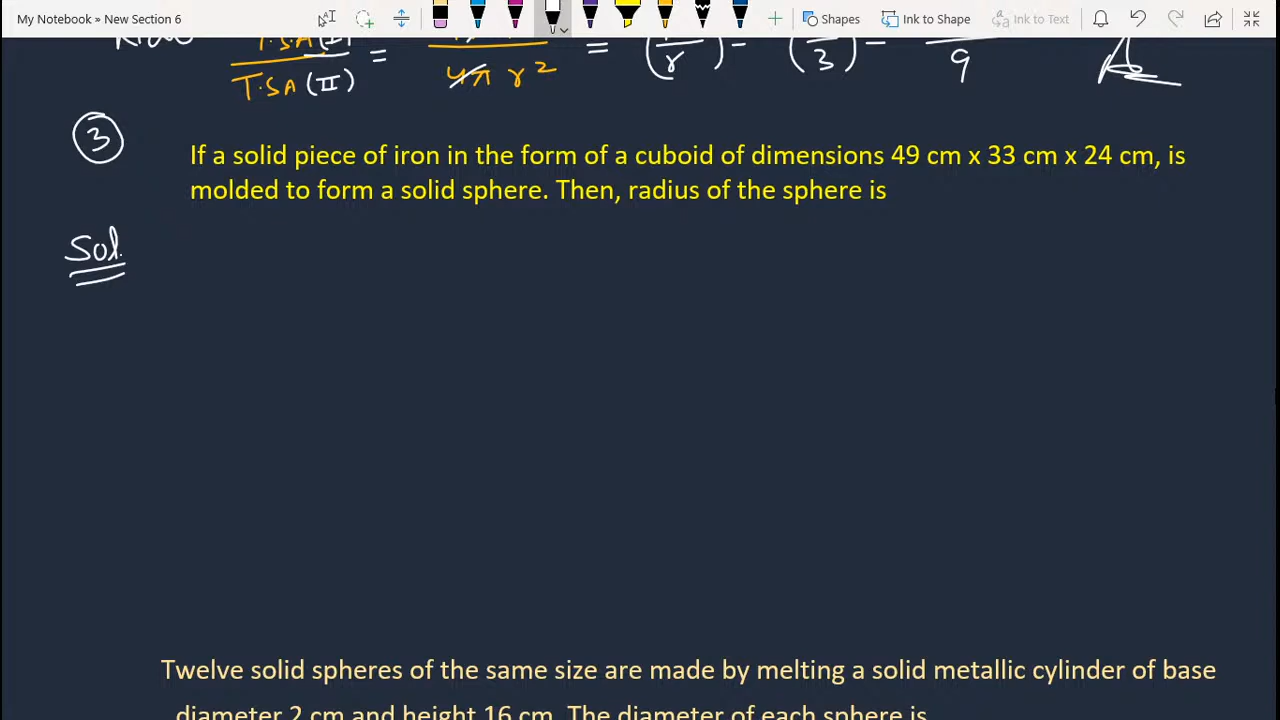 My Notebook » New Section 6 Shapes Ink to Shape Ink to Text
T.S.A (I)
T.S.A (II) = 4π r² = (r) (3) 9
③ If a solid piece of iron in the form of a cuboid of dimensions 49 cm x 33 cm x 24 cm, is
molded to form a solid sphere. Then, radius of the sphere is
Sol.
Twelve solid spheres of the same size are made by melting a solid metallic cylinder of base
diameter 2 cm and height 16 cm. The diameter of each sphere is